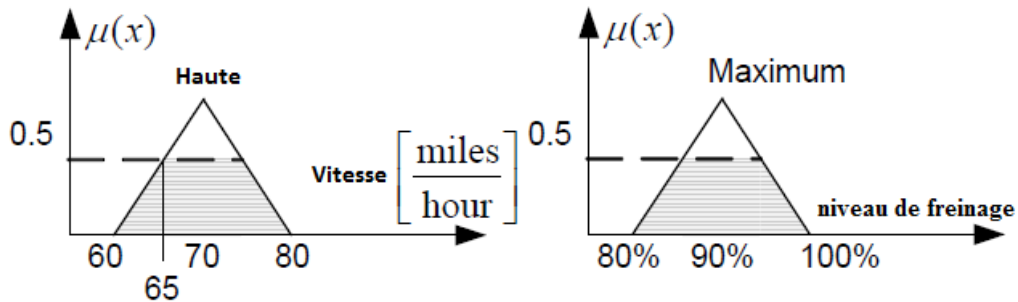 μ(x)
Haute
0.5
Vitesse [miles/hour]
60 70 80
65
μ(x)
Maximum
0.5
niveau de freinage
80% 90% 100%